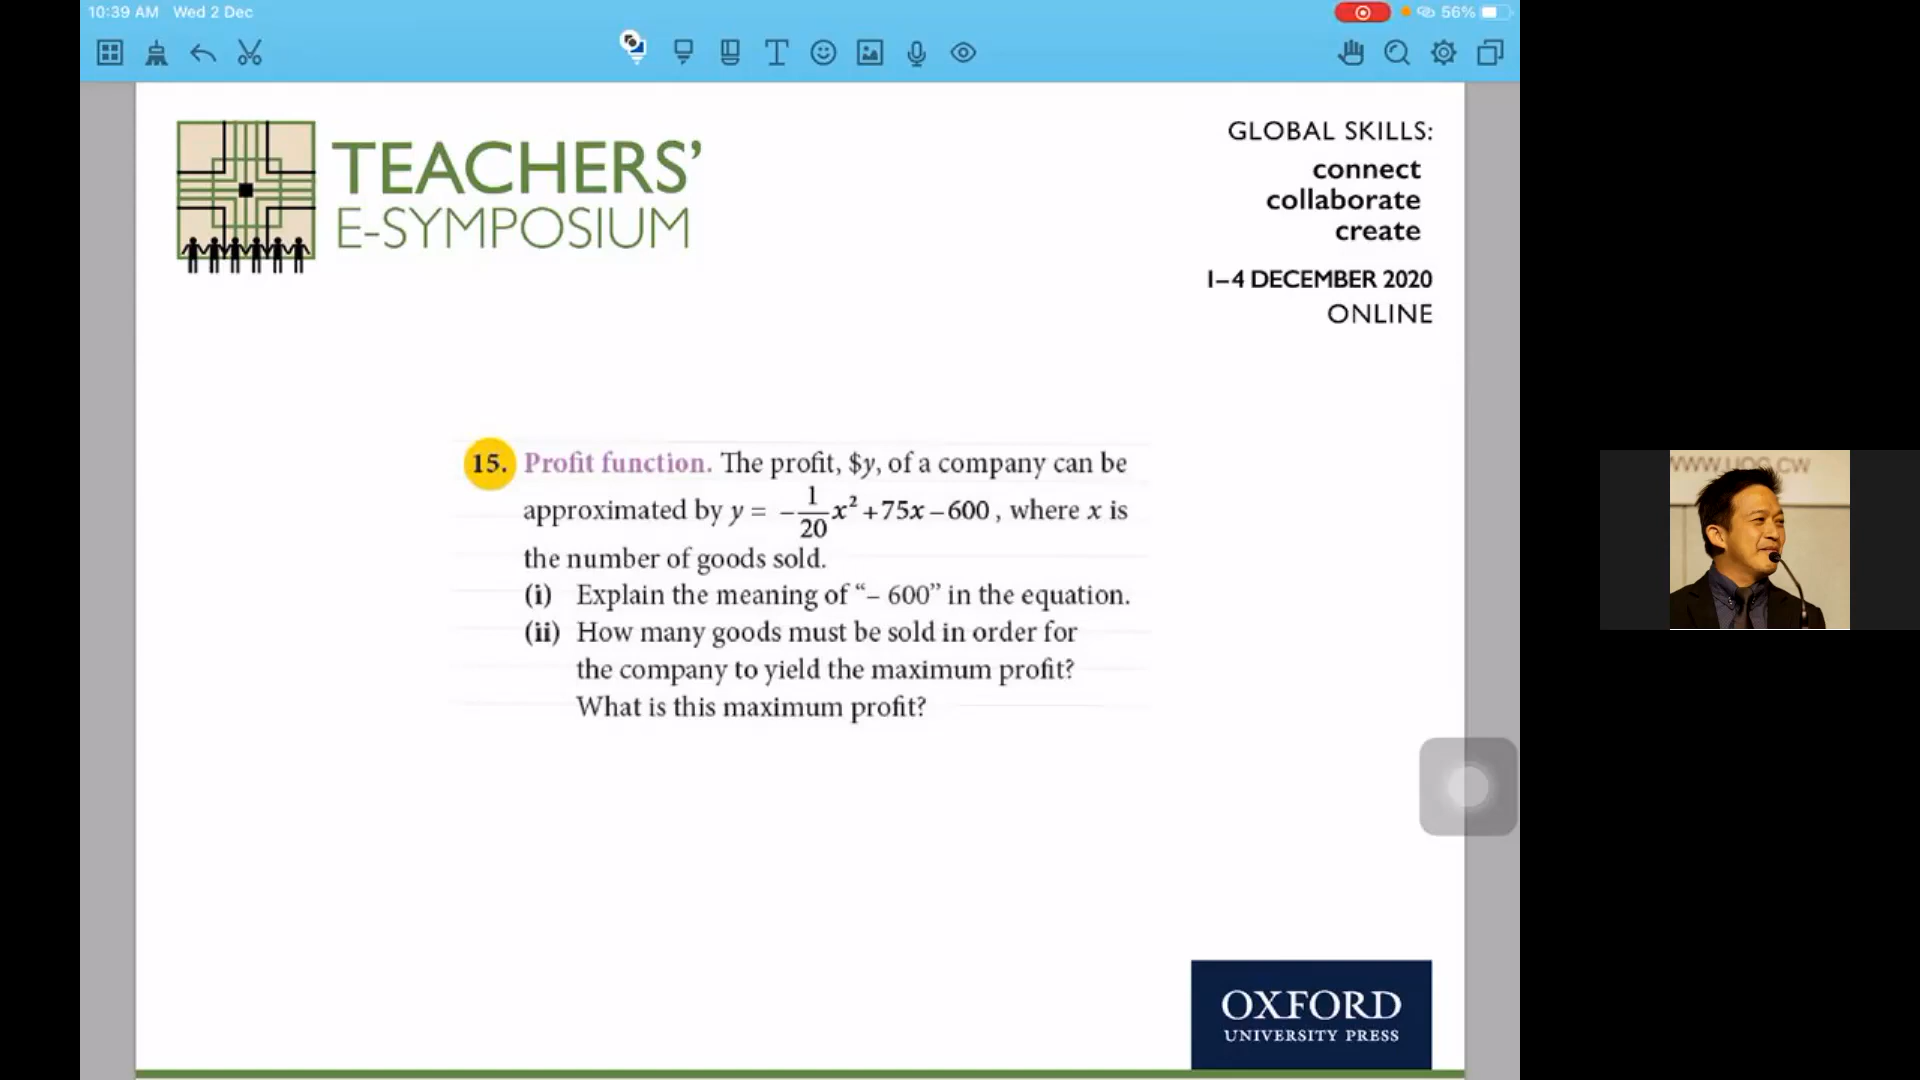 10:39 AM Wed 2 Dec
56%
TEACHERS’
E-SYMPOSIUM
GLOBAL SKILLS:
connect
collaborate
create
1–4 DECEMBER 2020
ONLINE
15. Profit function. The profit, $y, of a company can be
approximated by y = −1/20 x² + 75x − 600, where x is
the number of goods sold.
(i) Explain the meaning of “– 600” in the equation.
(ii) How many goods must be sold in order for
the company to yield the maximum profit?
What is this maximum profit?
OXFORD
UNIVERSITY PRESS